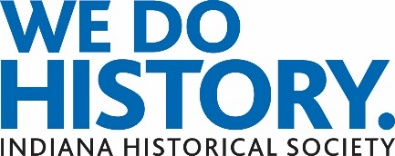 WE DO
HISTORY.
INDIANA HISTORICAL SOCIETY